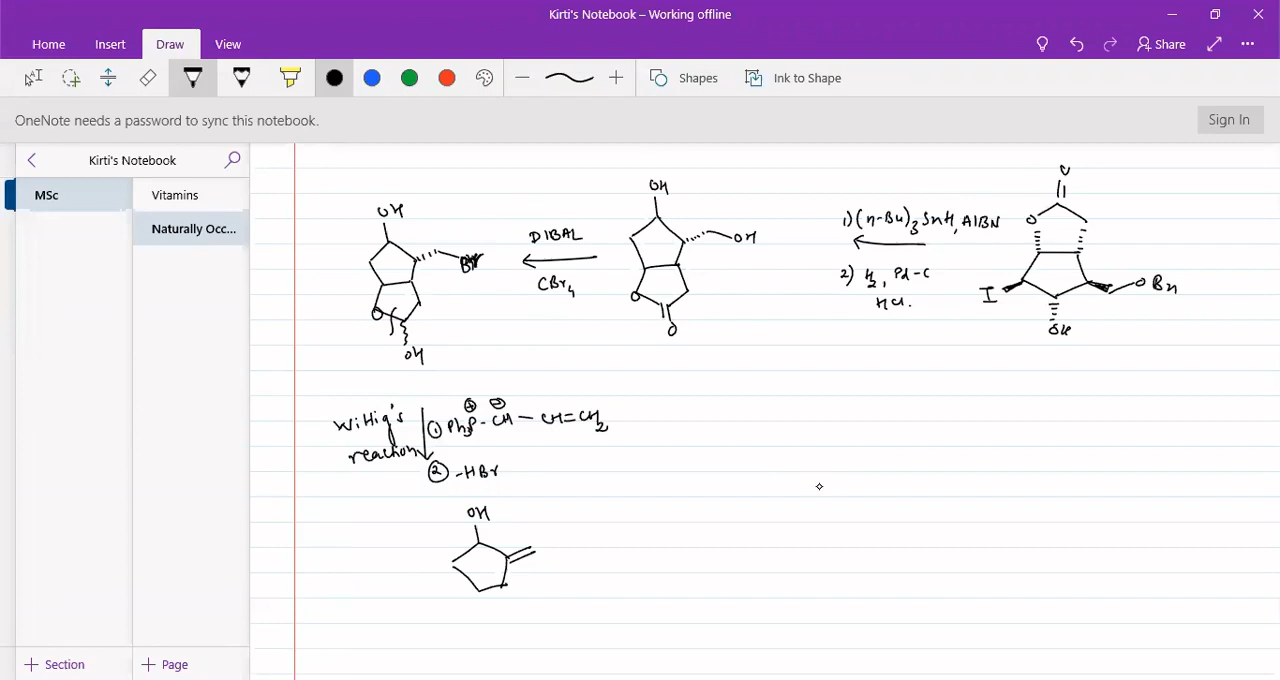 Kirti's Notebook – Working offline
Home Insert Draw View
Share
Shapes Ink to Shape
OneNote needs a password to sync this notebook.
Sign In
Kirti's Notebook
MSc
Vitamins
Naturally Occ...
Section
Page
OH
Br
O
OH
DIBAL
CBr4
OH
OH
O
O
1) (n-Bu)3SnH, AIBN
2) H2, Pd-C
HCl.
O
O
I
OBn
OH
Wittig's
reaction
① Ph3P⊕-CH⊖-CH=CH2
② -HBr
OH